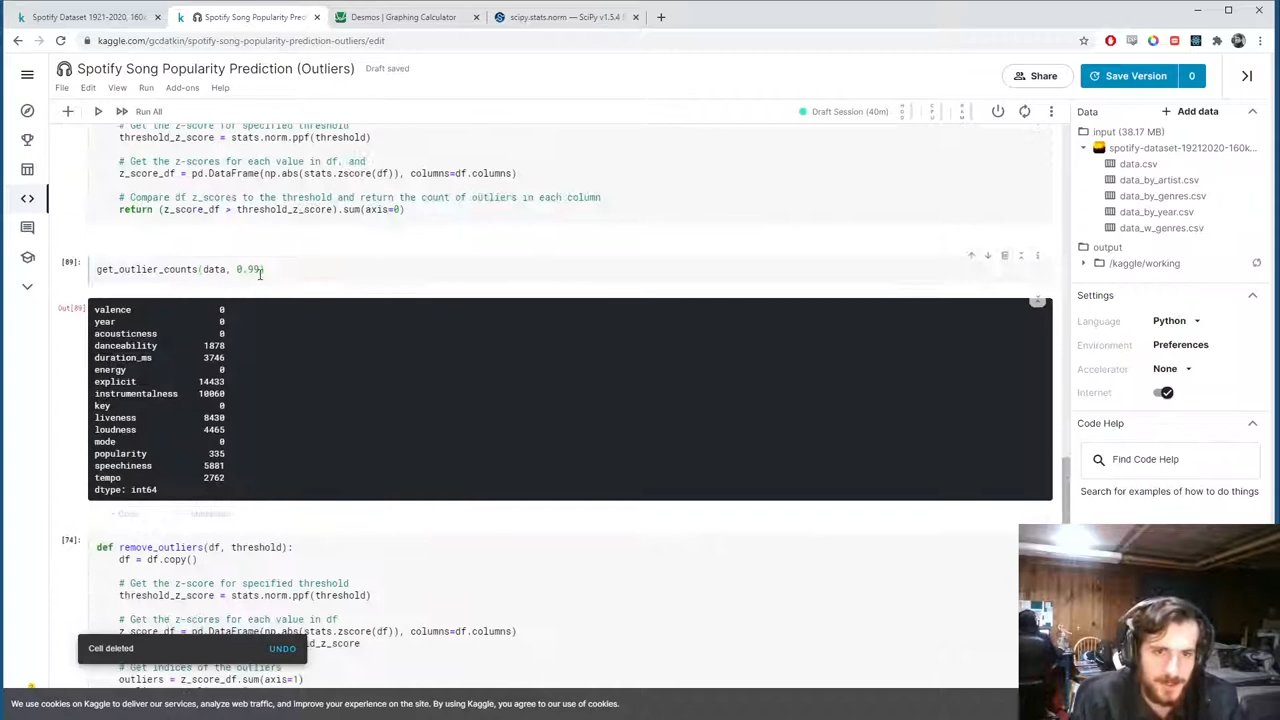 Spotify Dataset 1921-2020, 160k
Spotify Song Popularity Pred
Desmos | Graphing Calculator
scipy.stats.norm — SciPy v1.5.4
kaggle.com/gcdatkin/spotify-song-popularity-prediction-outliers/edit
Spotify Song Popularity Prediction (Outliers)
Draft saved
Share
Save Version
0
File
Edit
View
Run
Add-ons
Help
Run All
Draft Session (40m)
# Get the z-score for specified threshold
threshold_z_score = stats.norm.ppf(threshold)
# Get the z-scores for each value in df, and
z_score_df = pd.DataFrame(np.abs(stats.zscore(df)), columns=df.columns)
# Compare df z_scores to the threshold and return the count of outliers in each column
return (z_score_df > threshold_z_score).sum(axis=0)
[89]:
get_outlier_counts(data, 0.99)
Out[89]
valence 0
year 0
acousticness 0
danceability 1878
duration_ms 3746
energy 0
explicit 14433
instrumentalness 10060
key 0
liveness 8430
loudness 4465
mode 0
popularity 335
speechiness 5881
tempo 2762
dtype: int64
+ Code
[74]:
def remove_outliers(df, threshold):
df = df.copy()
# Get the z-score for specified threshold
threshold_z_score = stats.norm.ppf(threshold)
# Get the z-scores for each value in df
z_score_df = pd.DataFrame(np.abs(stats.zscore(df)), columns=df.columns)
d_z_score
# Get indices of the outliers
outliers = z_score_df.sum(axis=1)
Cell deleted
UNDO
Data
+ Add data
input (38.17 MB)
spotify-dataset-19212020-160k...
data.csv
data_by_artist.csv
data_by_genres.csv
data_by_year.csv
data_w_genres.csv
output
/kaggle/working
Settings
Language
Python
Environment
Preferences
Accelerator
None
Internet
Code Help
Find Code Help
Search for examples of how to do things
We use cookies on Kaggle to deliver our services, analyze web traffic, and improve your experience on the site. By using Kaggle, you agree to our use of cookies.